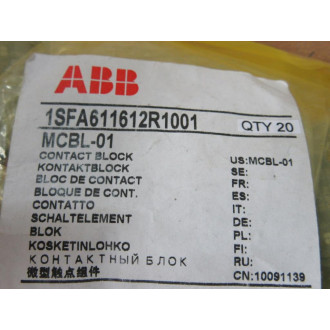 ABB
1SFA611612R1001 QTY 20
MCBL-01
CONTACT BLOCK US:MCBL-01
KONTAKTBLOCK SE:
BLOC DE CONTACT FR:
BLOQUE DE CONT. ES:
CONTATTO IT:
SCHALTELEMENT DE:
BLOK PL:
KOSKETINLOHKO FI:
КОНТАКТНЫЙ БЛОК RU:
微型触点组件 CN:10091139